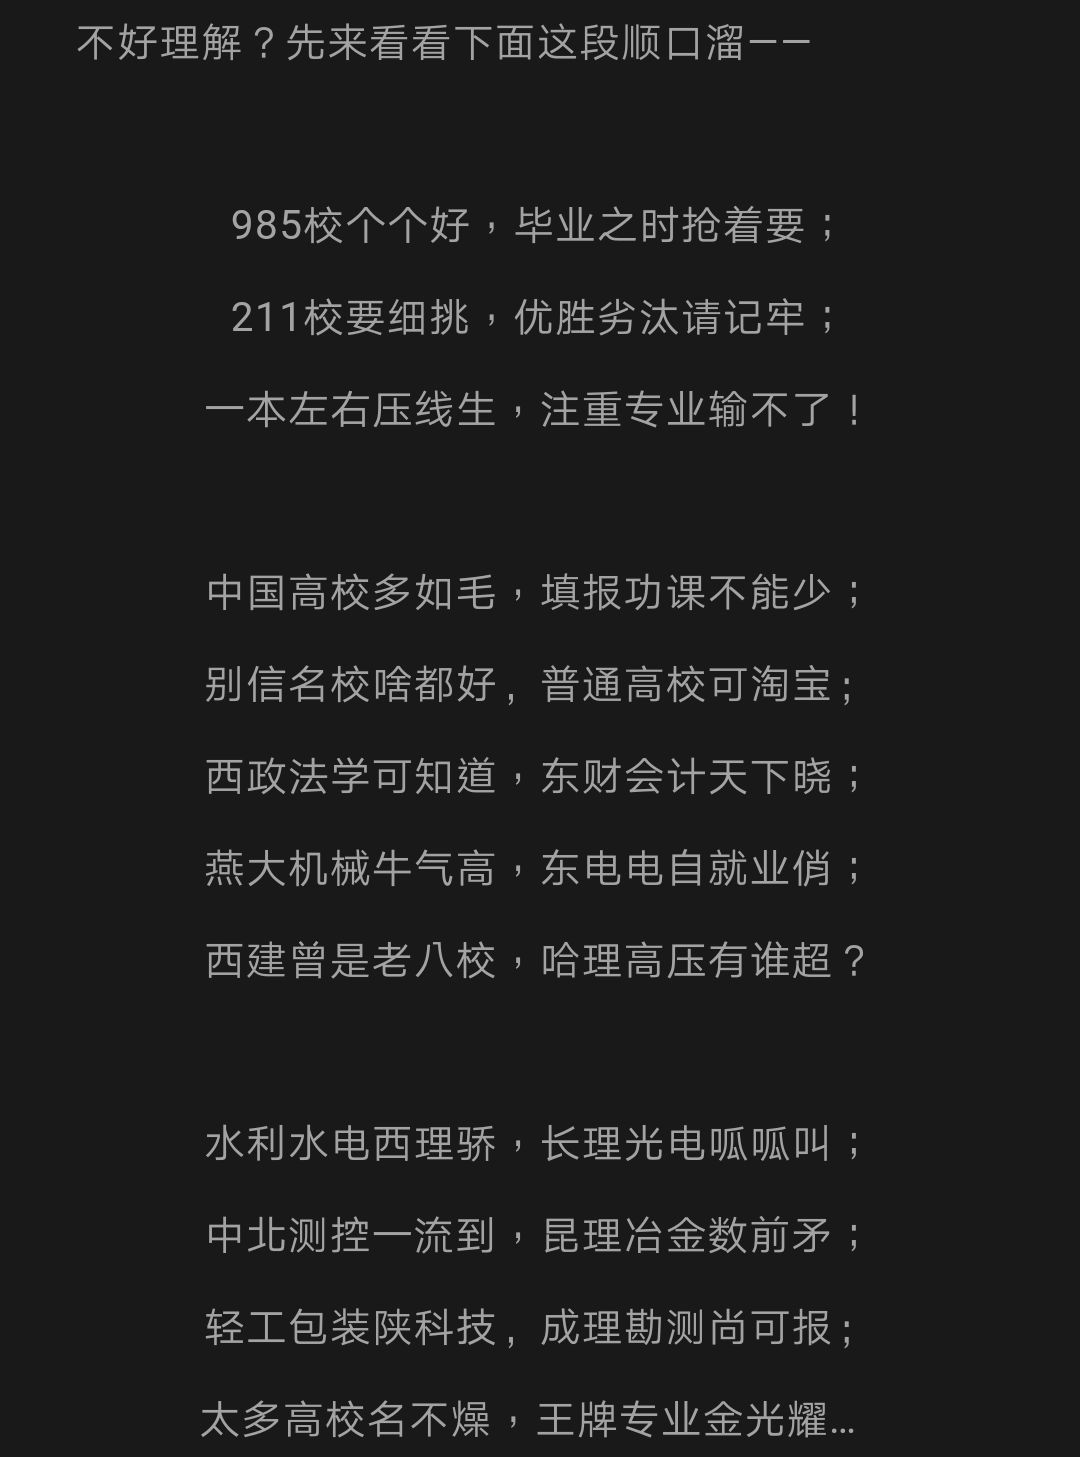 不好理解？先来看看下面这段顺口溜——
985校个个好，毕业之时抢着要；
211校要细挑，优胜劣汰请记牢；
一本左右压线生，注重专业输不了！
中国高校多如毛，填报功课不能少；
别信名校啥都好, 普通高校可淘宝;
西政法学可知道，东财会计天下晓；
燕大机械牛气高，东电电自就业俏；
西建曾是老八校，哈理高压有谁超？
水利水电西理骄，长理光电呱呱叫；
中北测控一流到，昆理冶金数前矛；
轻工包装陕科技, 成理勘测尚可报;
太多高校名不燥，王牌专业金光耀...